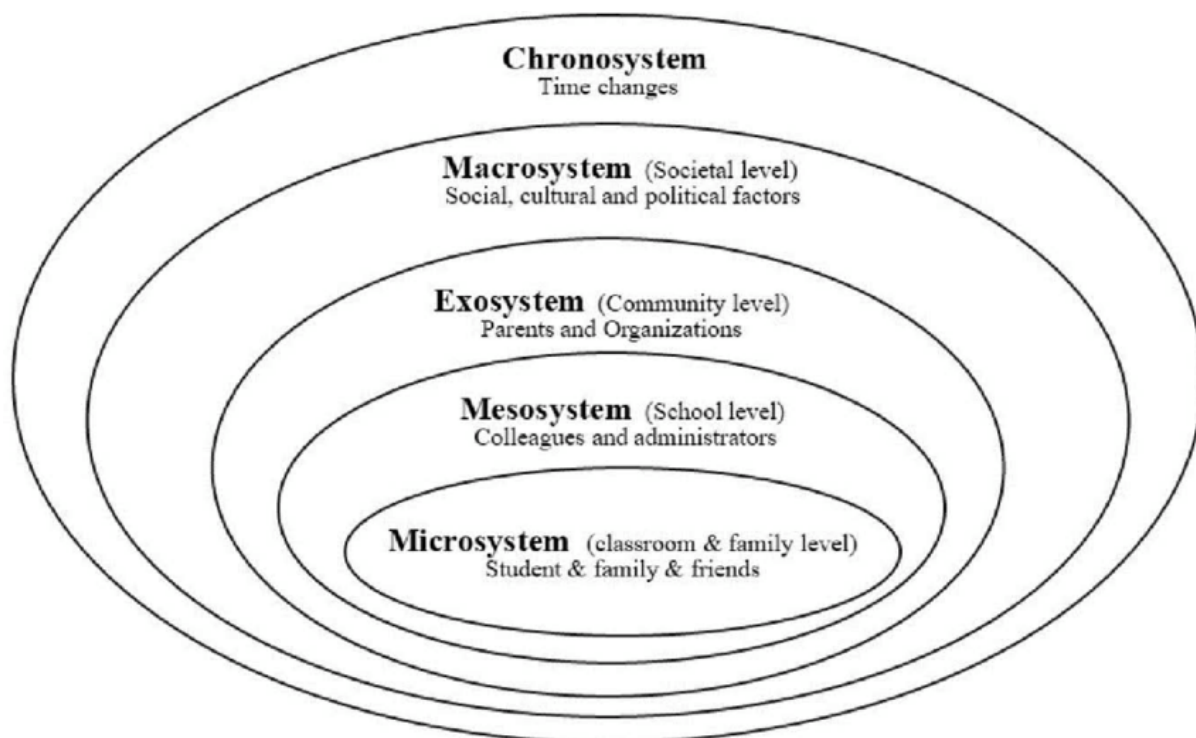 Chronosystem
Time changes
Macrosystem (Societal level)
Social, cultural and political factors
Exosystem (Community level)
Parents and Organizations
Mesosystem (School level)
Colleagues and administrators
Microsystem (classroom & family level)
Student & family & friends